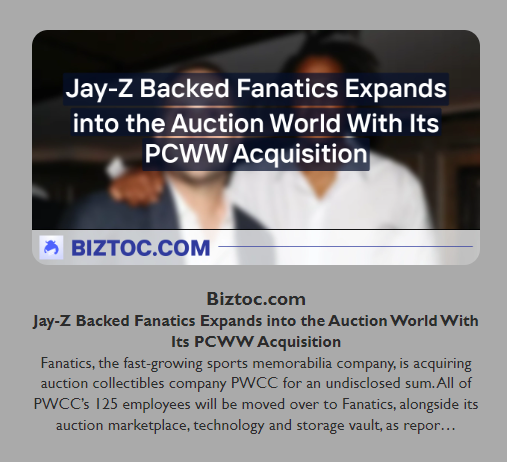 Jay-Z Backed Fanatics Expands
into the Auction World With Its
PCWW Acquisition
BIZTOC.COM
Biztoc.com
Jay-Z Backed Fanatics Expands into the Auction World With
Its PCWW Acquisition
Fanatics, the fast-growing sports memorabilia company, is acquiring
auction collectibles company PWCC for an undisclosed sum. All of
PWCC’s 125 employees will be moved over to Fanatics, alongside its
auction marketplace, technology and storage vault, as repor…